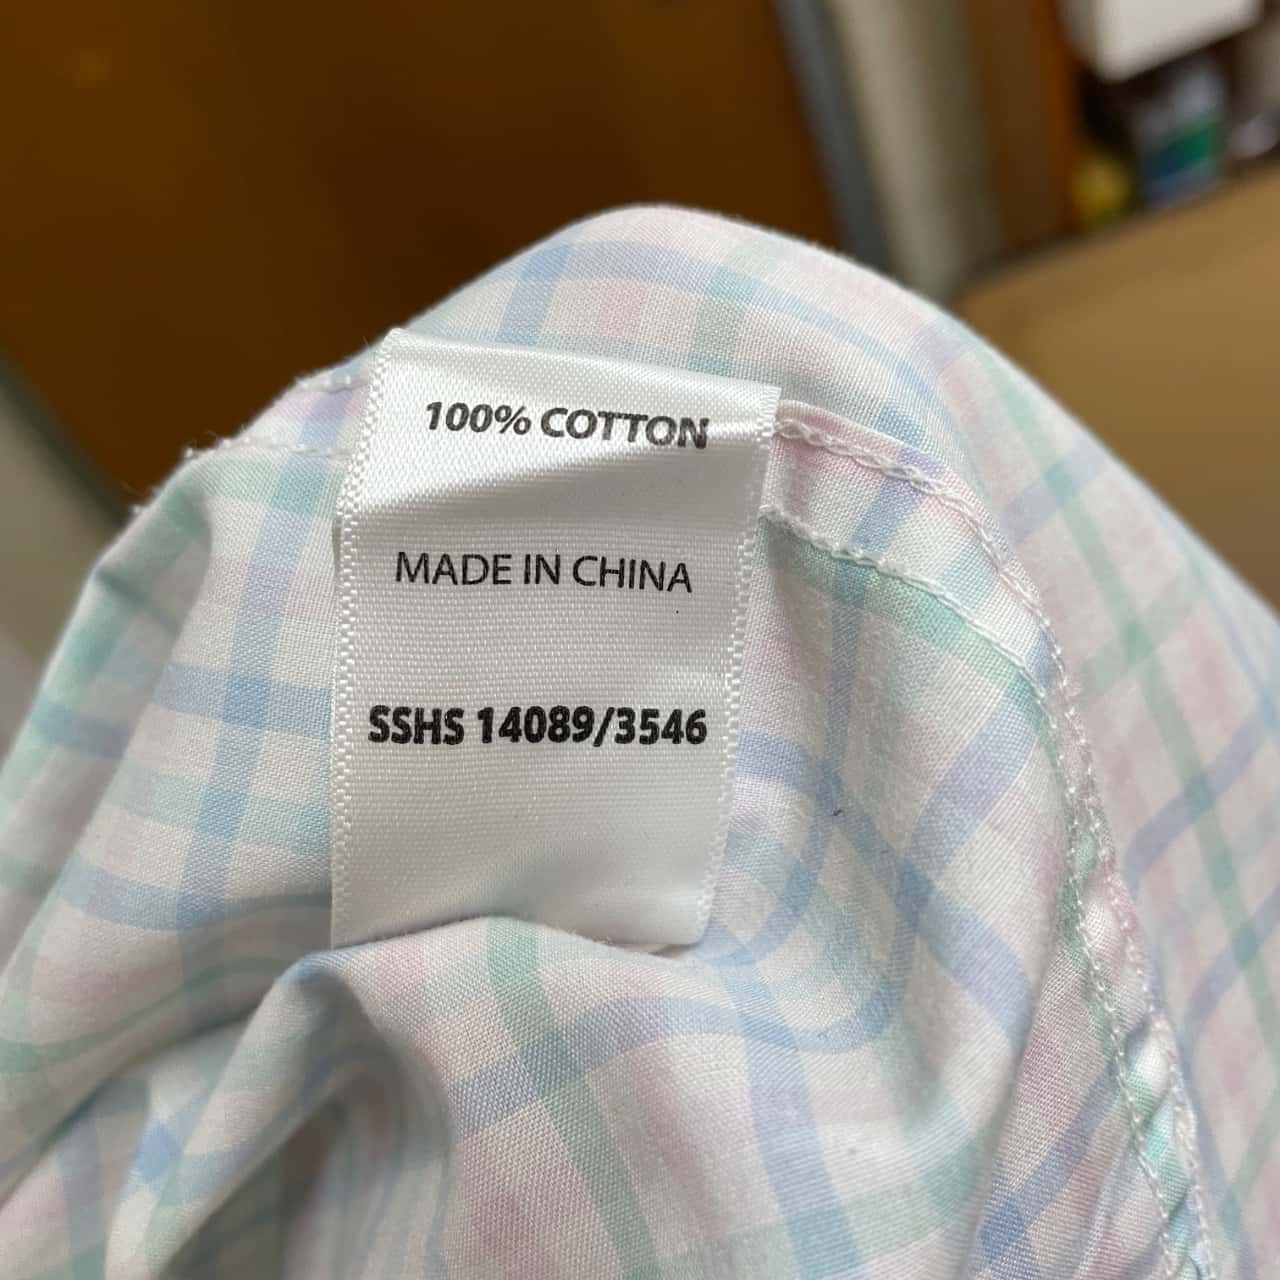 100% COTTON
MADE IN CHINA
SSHS 14089/3546